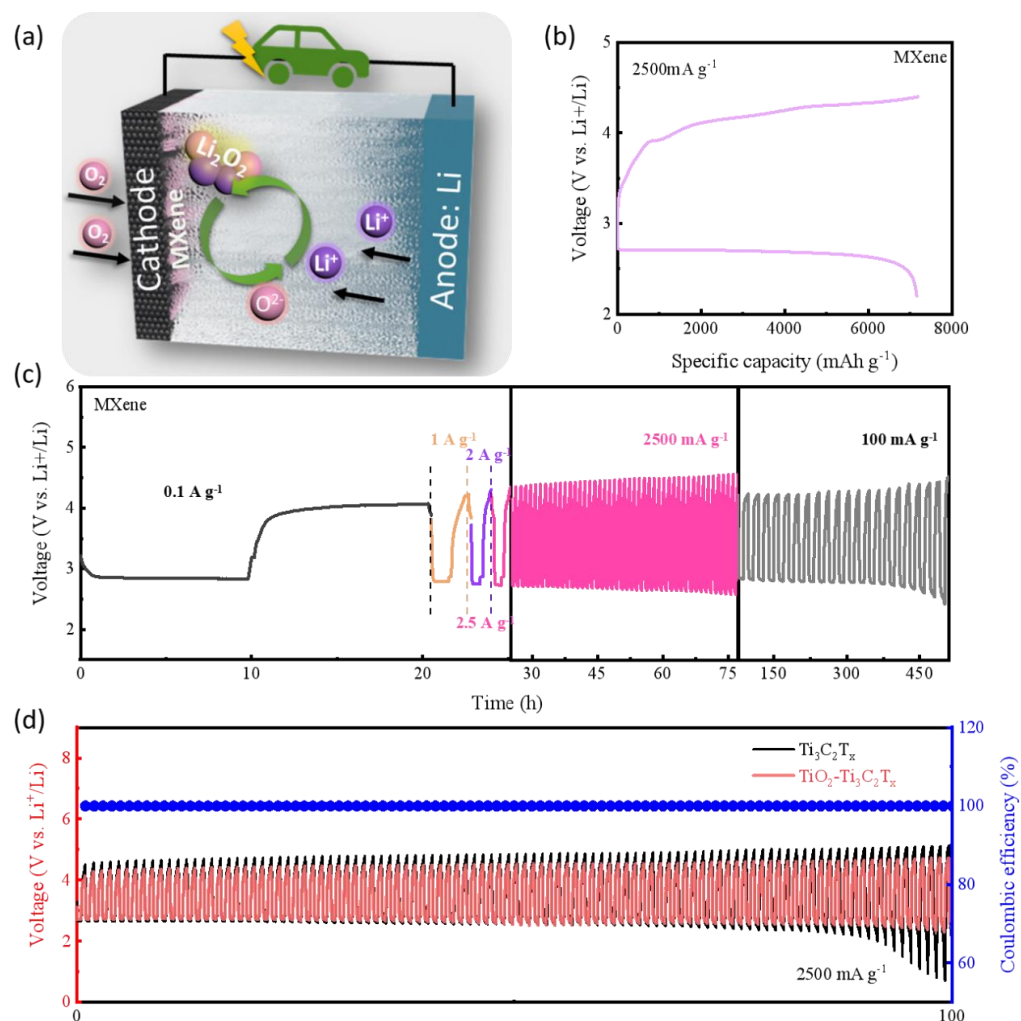 (a)
O₂
O₂
Cathode
MXene
Li₂O₂
Li⁺
Li⁺
O²⁻
Anode: Li
(b)
5
4
3
2
Voltage (V vs. Li+/Li)
2500mA g⁻¹
MXene
0 2000 4000 6000 8000
Specific capacity (mAh g⁻¹)
(c)
6
5
4
3
2
Voltage (V vs. Li+/Li)
MXene
0.1 A g⁻¹
1 A g⁻¹
2 A g⁻¹
2.5 A g⁻¹
2500 mA g⁻¹
100 mA g⁻¹
0 10 20 30 45 60 75 150 300 450
Time (h)
(d)
8
6
4
2
0
Voltage (V vs. Li⁺/Li)
Ti₃C₂Tₓ
TiO₂-Ti₃C₂Tₓ
2500 mA g⁻¹
120
100
80
60
Coulombic efficiency (%)
0 100